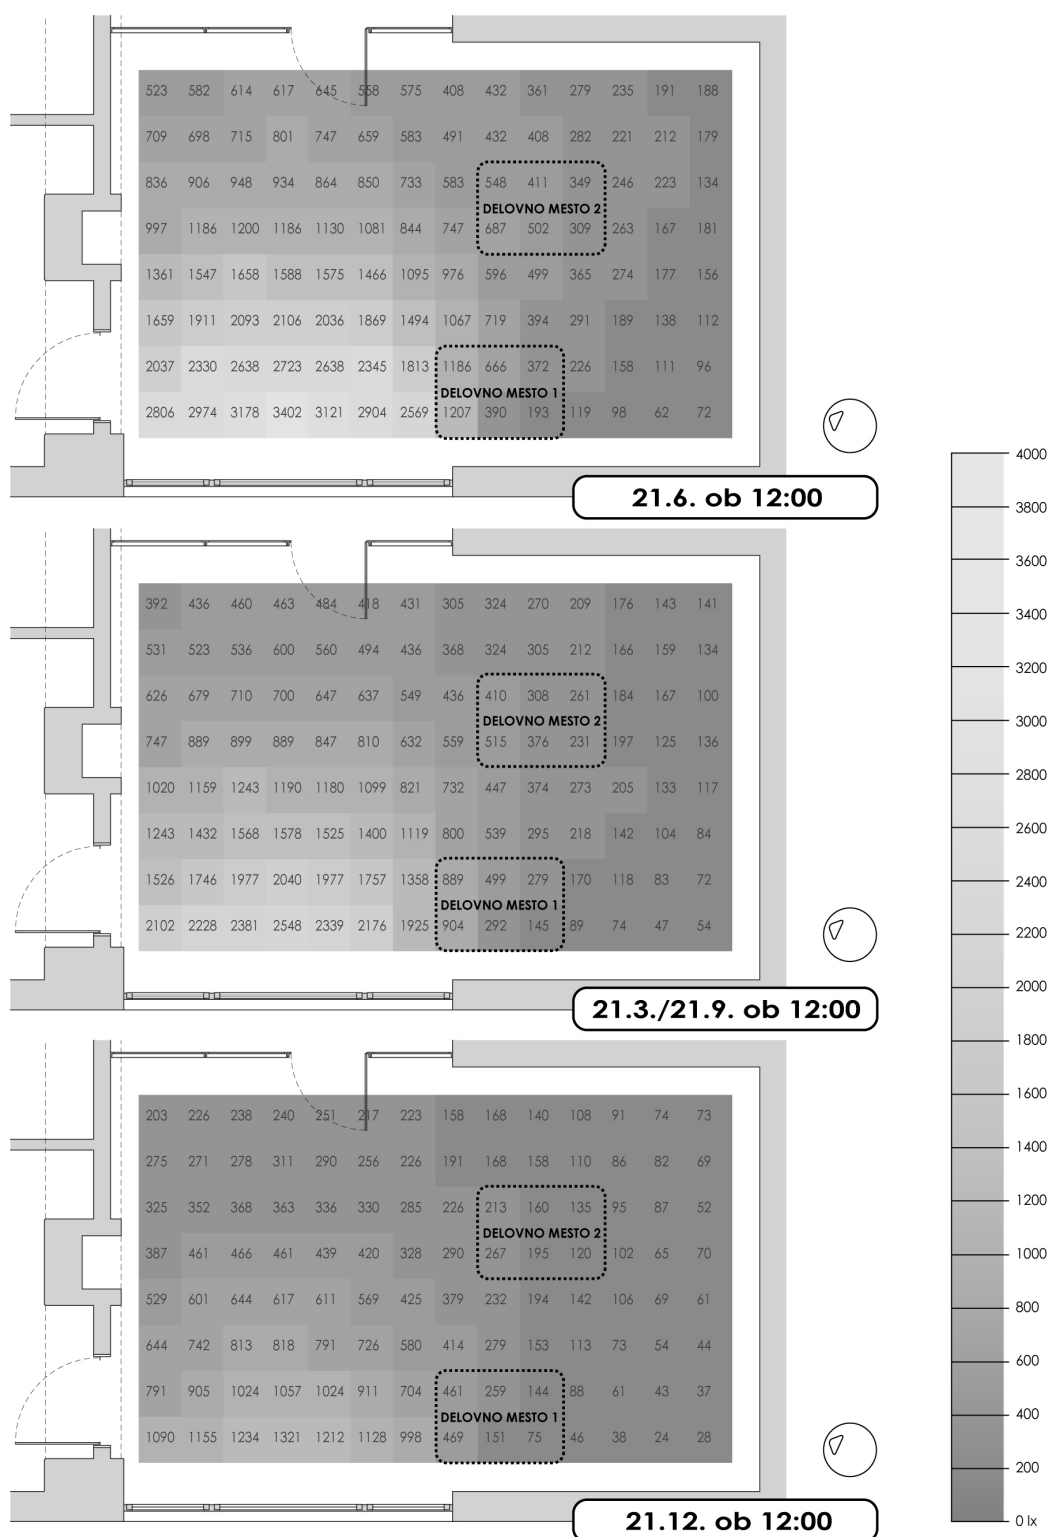 523 582 614 617 645 558 575 408 432 361 279 235 191 188
709 698 715 801 747 659 583 491 432 408 282 221 212 179
836 906 948 934 864 850 733 583 548 411 349 246 223 134
DELOVNO MESTO 2
997 1186 1200 1186 1130 1081 844 747 687 502 309 263 167 181
1361 1547 1658 1588 1575 1466 1095 976 596 499 365 274 177 156
1659 1911 2093 2106 2036 1869 1494 1067 719 394 291 189 138 112
2037 2330 2638 2723 2638 2345 1813 1186 666 372 226 158 111 96
DELOVNO MESTO 1
2806 2974 3178 3402 3121 2904 2569 1207 390 193 119 98 62 72
21.6. ob 12:00
392 436 460 463 484 418 431 305 324 270 209 176 143 141
531 523 536 600 560 494 436 368 324 305 212 166 159 134
626 679 710 700 647 637 549 436 410 308 261 184 167 100
DELOVNO MESTO 2
747 889 899 889 847 810 632 559 515 376 231 197 125 136
1020 1159 1243 1190 1180 1099 821 732 447 374 273 205 133 117
1243 1432 1568 1578 1525 1400 1119 800 539 295 218 142 104 84
1526 1746 1977 2040 1977 1757 1358 889 499 279 170 118 83 72
DELOVNO MESTO 1
2102 2228 2381 2548 2339 2176 1925 904 292 145 89 74 47 54
21.3./21.9. ob 12:00
203 226 238 240 251 217 223 158 168 140 108 91 74 73
275 271 278 311 290 256 226 191 168 158 110 86 82 69
325 352 368 363 336 330 285 226 213 160 135 95 87 52
DELOVNO MESTO 2
387 461 466 461 439 420 328 290 267 195 120 102 65 70
529 601 644 617 611 569 425 379 232 194 142 106 69 61
644 742 813 818 791 726 580 414 279 153 113 73 54 44
791 905 1024 1057 1024 911 704 461 259 144 88 61 43 37
DELOVNO MESTO 1
1090 1155 1234 1321 1212 1128 998 469 151 75 46 38 24 28
21.12. ob 12:00
4000
3800
3600
3400
3200
3000
2800
2600
2400
2200
2000
1800
1600
1400
1200
1000
800
600
400
200
0 lx